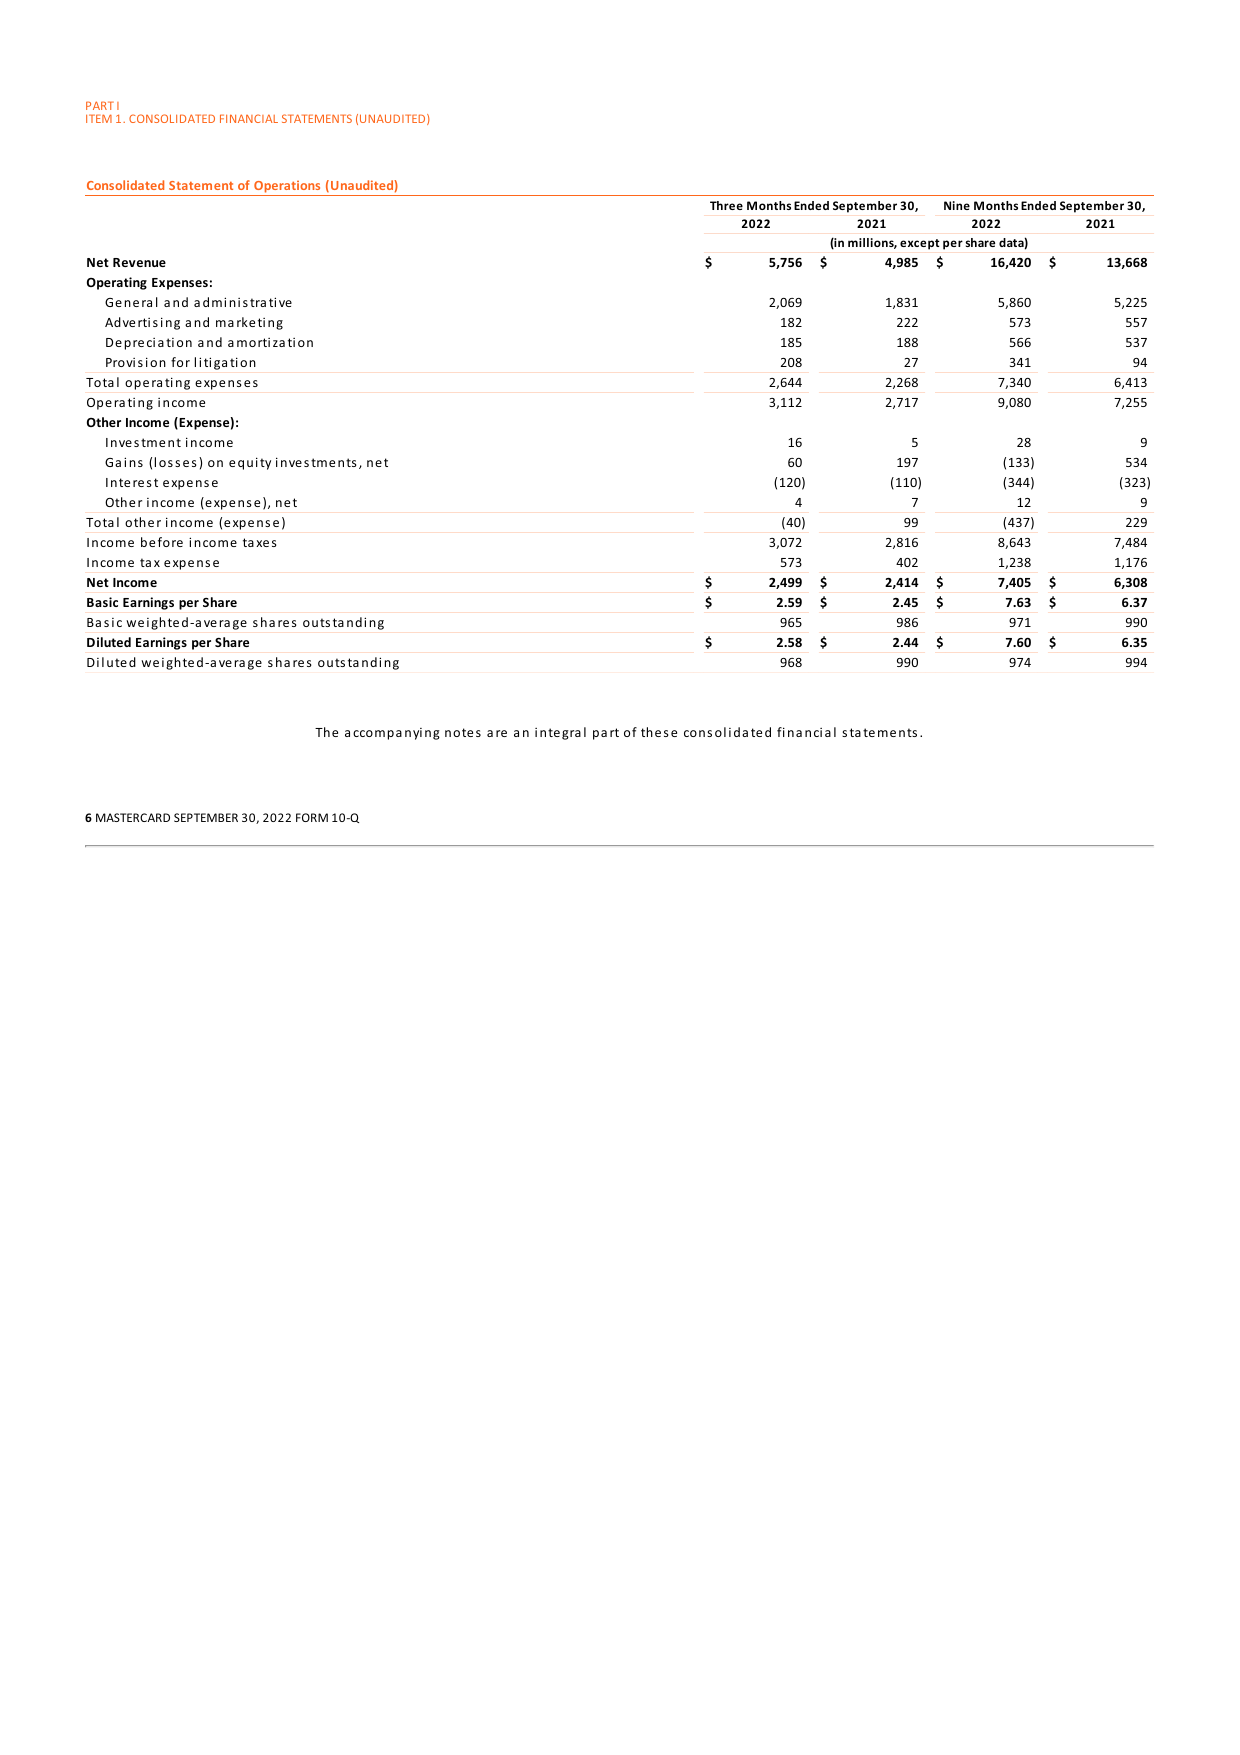 PART I
ITEM 1. CONSOLIDATED FINANCIAL STATEMENTS (UNAUDITED)
Consolidated Statement of Operations (Unaudited)
Three Months Ended September 30, Nine Months Ended September 30,
2022 2021 2022 2021
(in millions, except per share data)
Net Revenue $ 5,756 $ 4,985 $ 16,420 $ 13,668
Operating Expenses:
General and administrative 2,069 1,831 5,860 5,225
Advertising and marketing 182 222 573 557
Depreciation and amortization 185 188 566 537
Provision for litigation 208 27 341 94
Total operating expenses 2,644 2,268 7,340 6,413
Operating income 3,112 2,717 9,080 7,255
Other Income (Expense):
Investment income 16 5 28 9
Gains (losses) on equity investments, net 60 197 (133) 534
Interest expense (120) (110) (344) (323)
Other income (expense), net 4 7 12 9
Total other income (expense) (40) 99 (437) 229
Income before income taxes 3,072 2,816 8,643 7,484
Income tax expense 573 402 1,238 1,176
Net Income $ 2,499 $ 2,414 $ 7,405 $ 6,308
Basic Earnings per Share $ 2.59 $ 2.45 $ 7.63 $ 6.37
Basic weighted-average shares outstanding 965 986 971 990
Diluted Earnings per Share $ 2.58 $ 2.44 $ 7.60 $ 6.35
Diluted weighted-average shares outstanding 968 990 974 994
The accompanying notes are an integral part of these consolidated financial statements.
6 MASTERCARD SEPTEMBER 30, 2022 FORM 10-Q